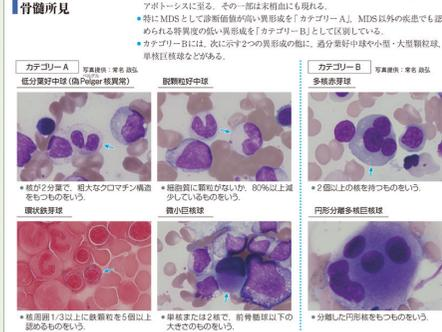 骨髄所見
アポトーシスに至る。その一部は末梢血にも現れる。
●特にMDSとして診断価値が高い異形成を「カテゴリーA」，MDS以外の疾患でも認
められる特異度の低い異形成を「カテゴリーB」として区別している。
●カテゴリーBには，次に示す2つの異形成の他に，過分葉好中球や小型・大型顆粒球，
単核巨核球などがある。
カテゴリーA
写真提供：常名 政弘
低分葉好中球（偽Pelger核異常）
ペルゲル
●核が2分葉で，粗大なクロマチン構造
をもつものをいう。
脱顆粒好中球
写真提供：常名 政弘
●細胞質に顆粒がないか，80％以上減
少しているものをいう。
カテゴリーB
写真提供：常名 政弘
多核赤芽球
●2個以上の核を持つものをいう。
環状鉄芽球
●核周囲1/3以上に鉄顆粒を5個以上
認めるものをいう。
微小巨核球
●単核または2核で，前骨髄球以下の
大きさのものをいう。
円形分離多核巨核球
●分離した円形核をもつものをいう。